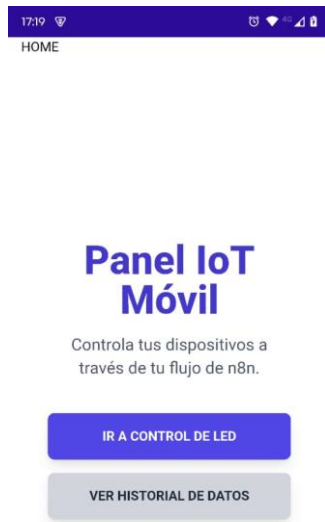 17:19 4G
HOME
Panel IoT
Móvil
Controla tus dispositivos a
través de tu flujo de n8n.
IR A CONTROL DE LED
VER HISTORIAL DE DATOS